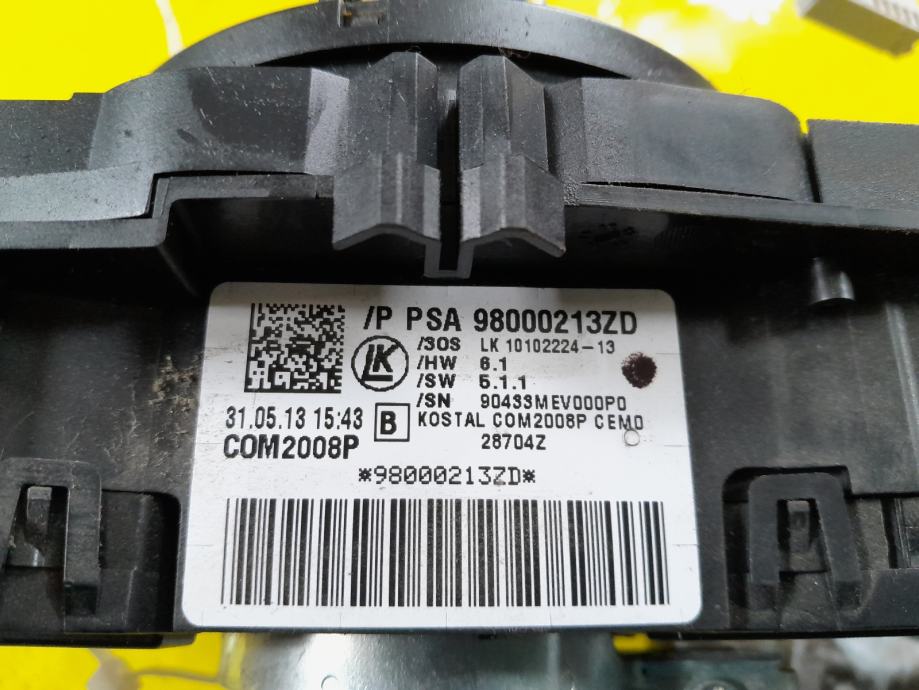 /P PSA 98000213ZD
/SOS LK 10102224-13
/HW 6.1
/SW 5.1.1
/SN 90433MEV000P0
LK
31.05.13 15:43 B KOSTAL COM2008P CEMO
COM2008P 28704Z
*98000213ZD*